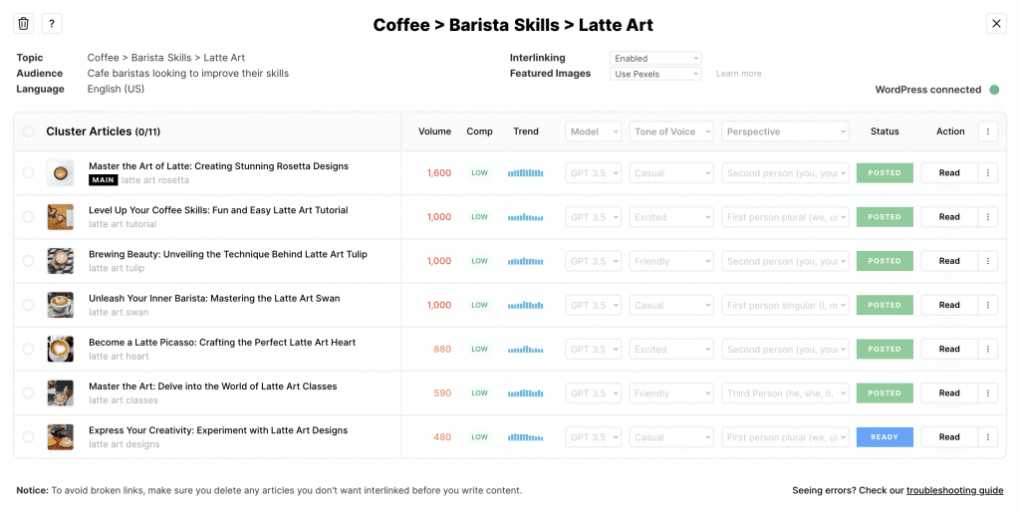 ?
Coffee > Barista Skills > Latte Art
Topic Coffee > Barista Skills > Latte Art
Audience Cafe baristas looking to improve their skills
Language English (US)
Interlinking Enabled
Featured Images Use Pexels Learn more
WordPress connected
Cluster Articles (0/11) Volume Comp Trend Model Tone of Voice Perspective Status Action
Master the Art of Latte: Creating Stunning Rosetta Designs
MAIN latte art rosetta
1,600 LOW GPT 3.5 Casual Second person (you, your POSTED Read
Level Up Your Coffee Skills: Fun and Easy Latte Art Tutorial
latte art tutorial
1,000 LOW GPT 3.5 Excited First person plural (we, us POSTED Read
Brewing Beauty: Unveiling the Technique Behind Latte Art Tulip
latte art tulip
1,000 LOW GPT 3.5 Friendly Second person (you, your POSTED Read
Unleash Your Inner Barista: Mastering the Latte Art Swan
latte art swan
1,000 LOW GPT 3.5 Casual First person singular (I, m POSTED Read
Become a Latte Picasso: Crafting the Perfect Latte Art Heart
latte art heart
880 LOW GPT 3.5 Excited Second person (you, your POSTED Read
Master the Art: Delve into the World of Latte Art Classes
latte art classes
590 LOW GPT 3.5 Friendly Third Person (he, she, it, POSTED Read
Express Your Creativity: Experiment with Latte Art Designs
latte art designs
480 LOW GPT 3.5 Casual First person plural (we, us READY Read
Notice: To avoid broken links, make sure you delete any articles you don't want interlinked before you write content.
Seeing errors? Check our troubleshooting guide